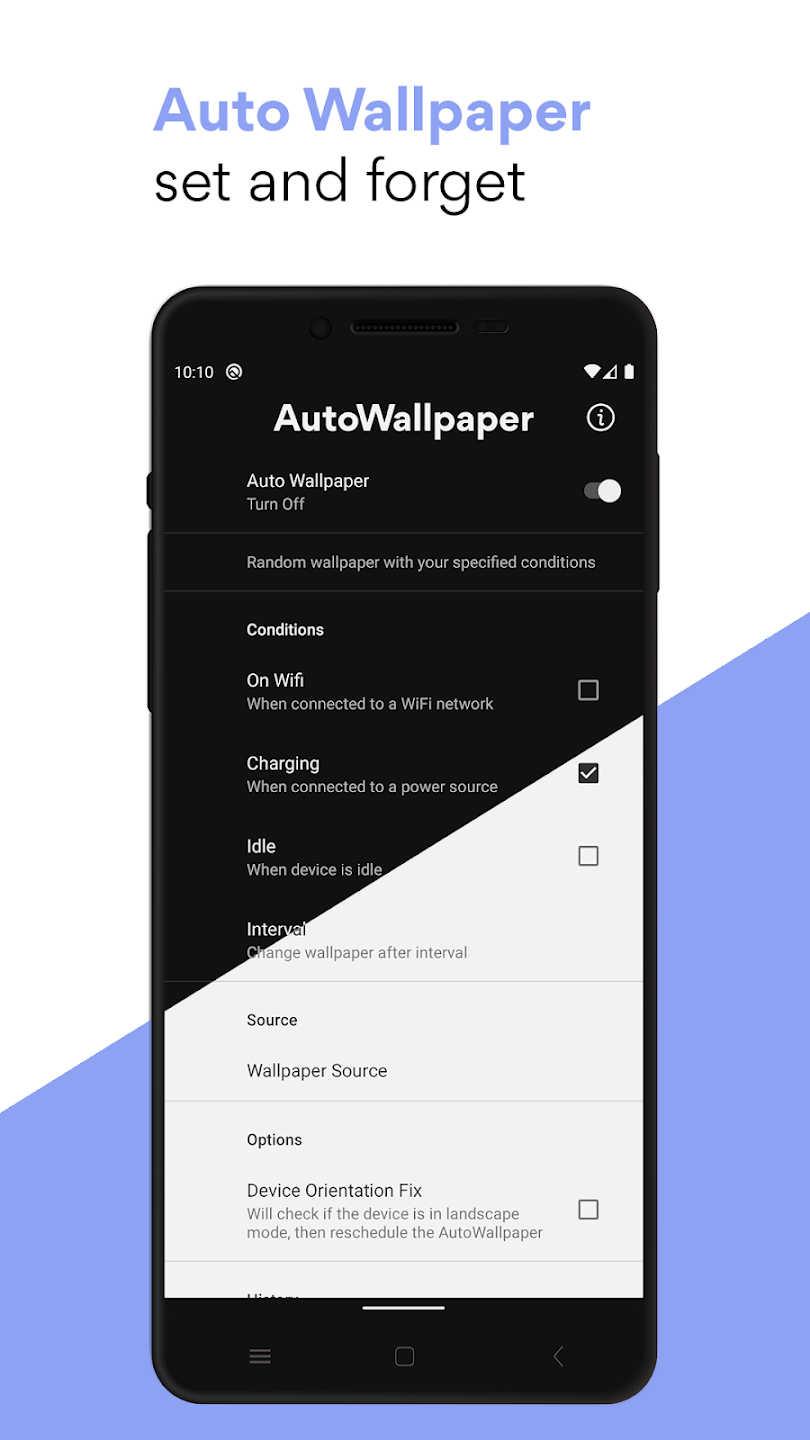 Auto Wallpaper
set and forget
10:10
AutoWallpaper
Auto Wallpaper
Turn Off
Random wallpaper with your specified conditions
Conditions
On Wifi
When connected to a WiFi network
Charging
When connected to a power source
Idle
When device is idle
Interval
Change wallpaper after interval
Source
Wallpaper Source
Options
Device Orientation Fix
Will check if the device is in landscape
mode, then reschedule the AutoWallpaper
History